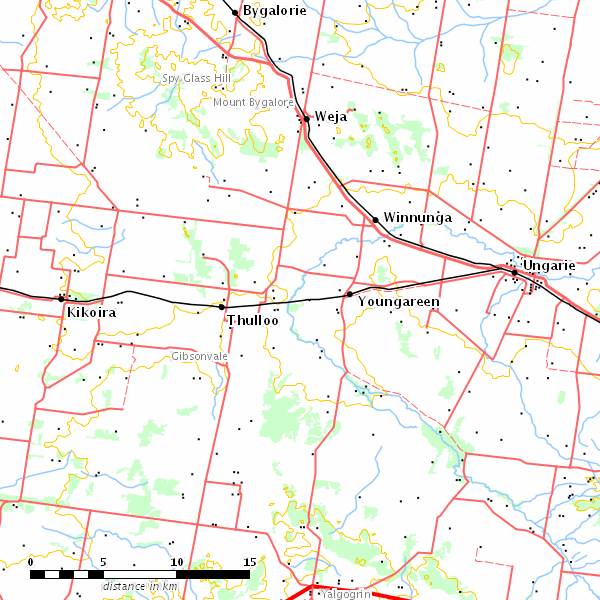 Bygalorie
Spy Glass Hill
Mount Bygalore
Weja
Winnunga
Ungarie
Kikoira
Thulloo
Youngareen
Gibsonvale
0 5 10 15
distance in km
Yalgogrin